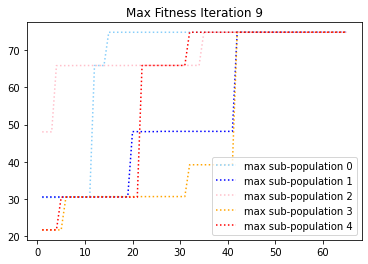 Max Fitness Iteration 9
70
60
50
40
30
20
max sub-population 0
max sub-population 1
max sub-population 2
max sub-population 3
max sub-population 4
0 10 20 30 40 50 60